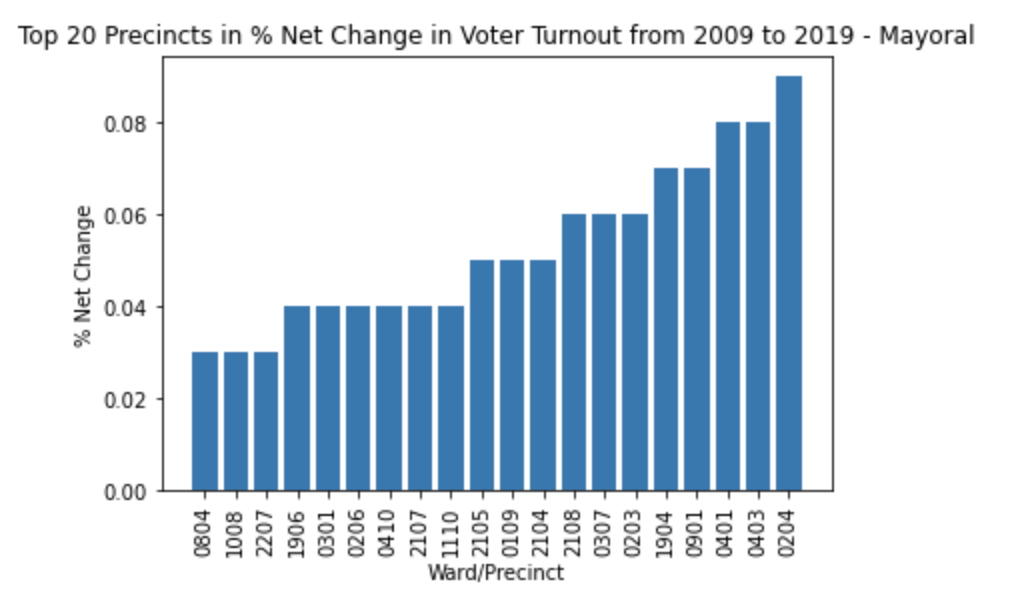 Top 20 Precincts in % Net Change in Voter Turnout from 2009 to 2019 - Mayoral
% Net Change
0.08
0.06
0.04
0.02
0.00
0804 1008 2207 1906 0301 0206 0410 2107 1110 2105 0109 2104 2108 0307 0203 1904 0901 0401 0403 0204
Ward/Precinct